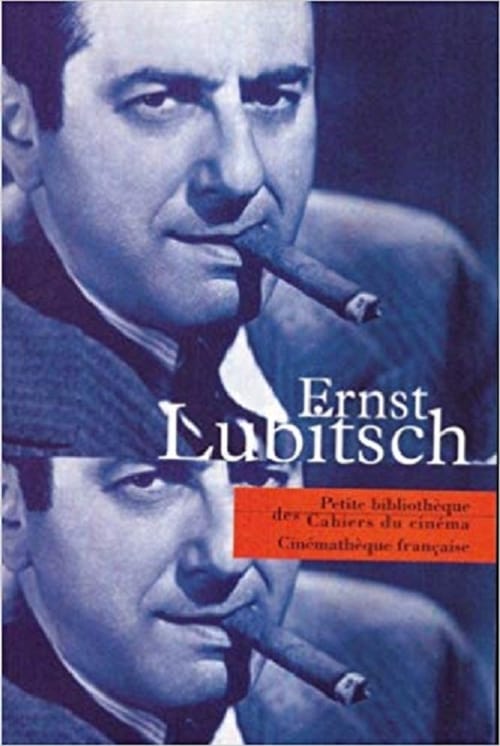 Ernst
Lubitsch
Petite bibliothèque
des Cahiers du cinéma
Cinémathèque française